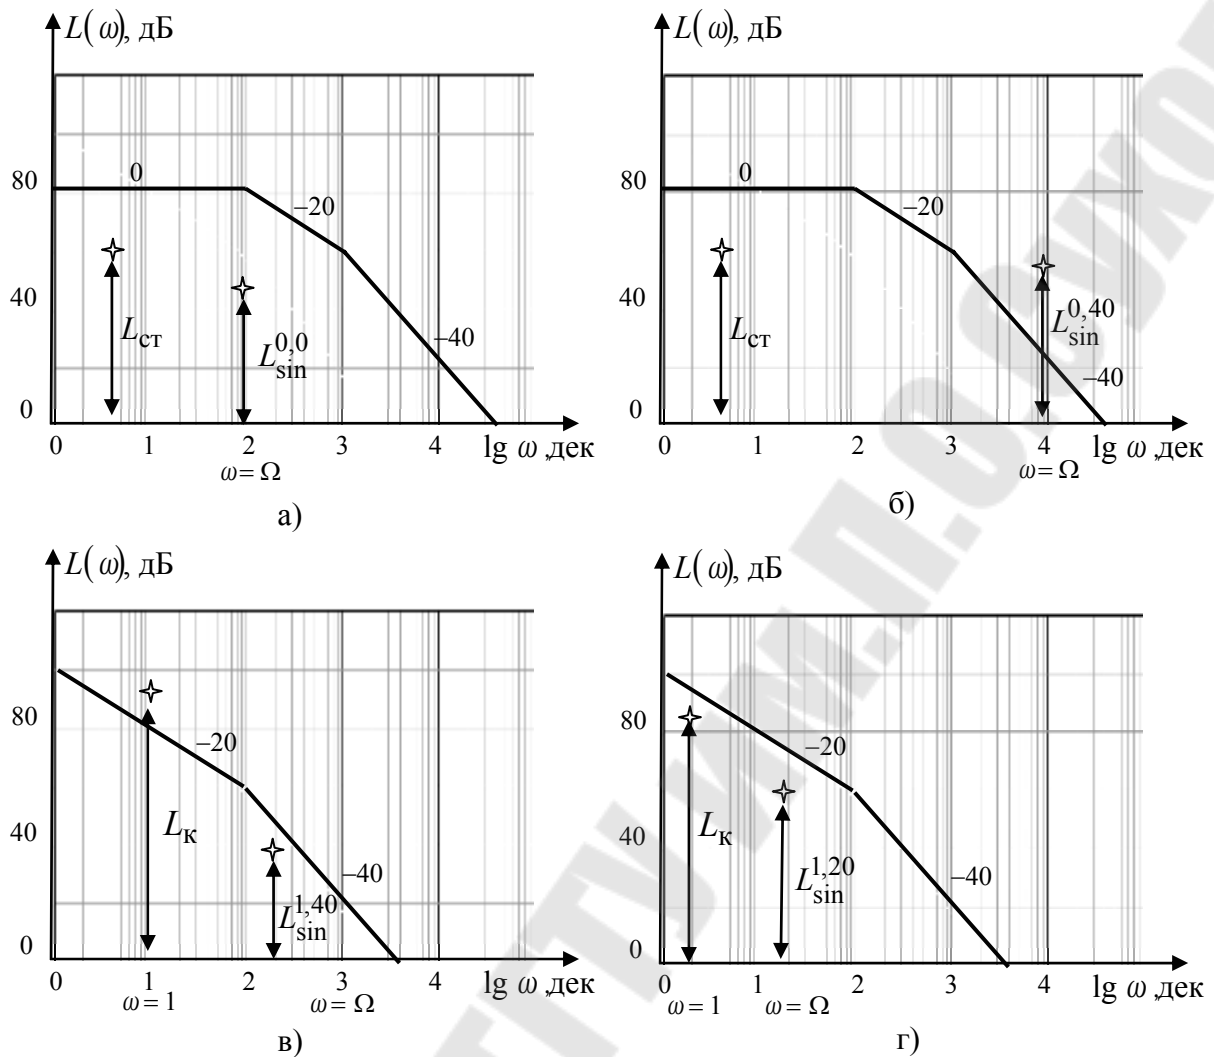 L(ω), дБ
0
80
–20
40
L_ст
L_sin^0,0
–40
0
0 1 2 3 4 lg ω,дек
ω= Ω
а)
L(ω), дБ
0
80
–20
40
L_ст
L_sin^0,40
–40
0
0 1 2 3 4 lg ω,дек
ω= Ω
б)
L(ω), дБ
80
–20
40
L_к
–40
L_sin^1,40
0
0 1 2 3 4 lg ω,дек
ω= 1 ω= Ω
в)
L(ω), дБ
80
–20
40
L_к
L_sin^1,20
–40
0
0 1 2 3 4 lg ω,дек
ω= 1 ω= Ω
г)
ГГТУ им.П.О.Сухо